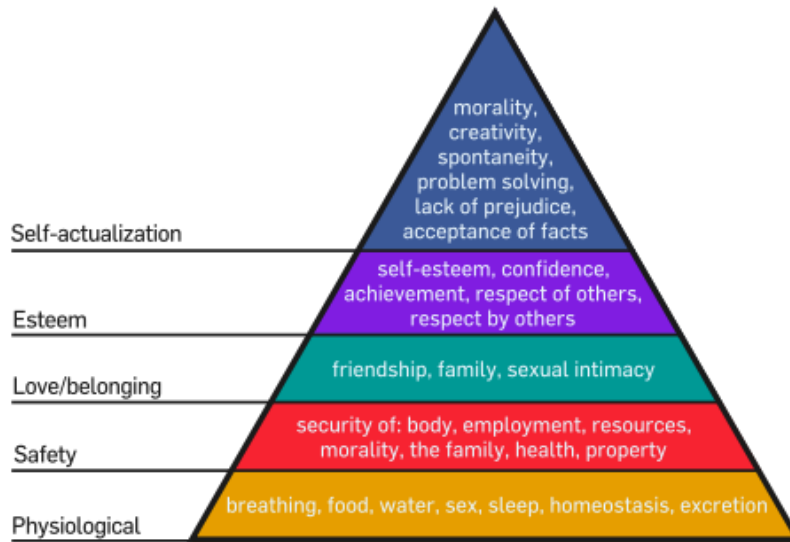 morality,
creativity,
spontaneity,
problem solving,
lack of prejudice,
acceptance of facts
Self-actualization
self-esteem, confidence,
achievement, respect of others,
respect by others
Esteem
friendship, family, sexual intimacy
Love/belonging
security of: body, employment, resources,
morality, the family, health, property
Safety
breathing, food, water, sex, sleep, homeostasis, excretion
Physiological